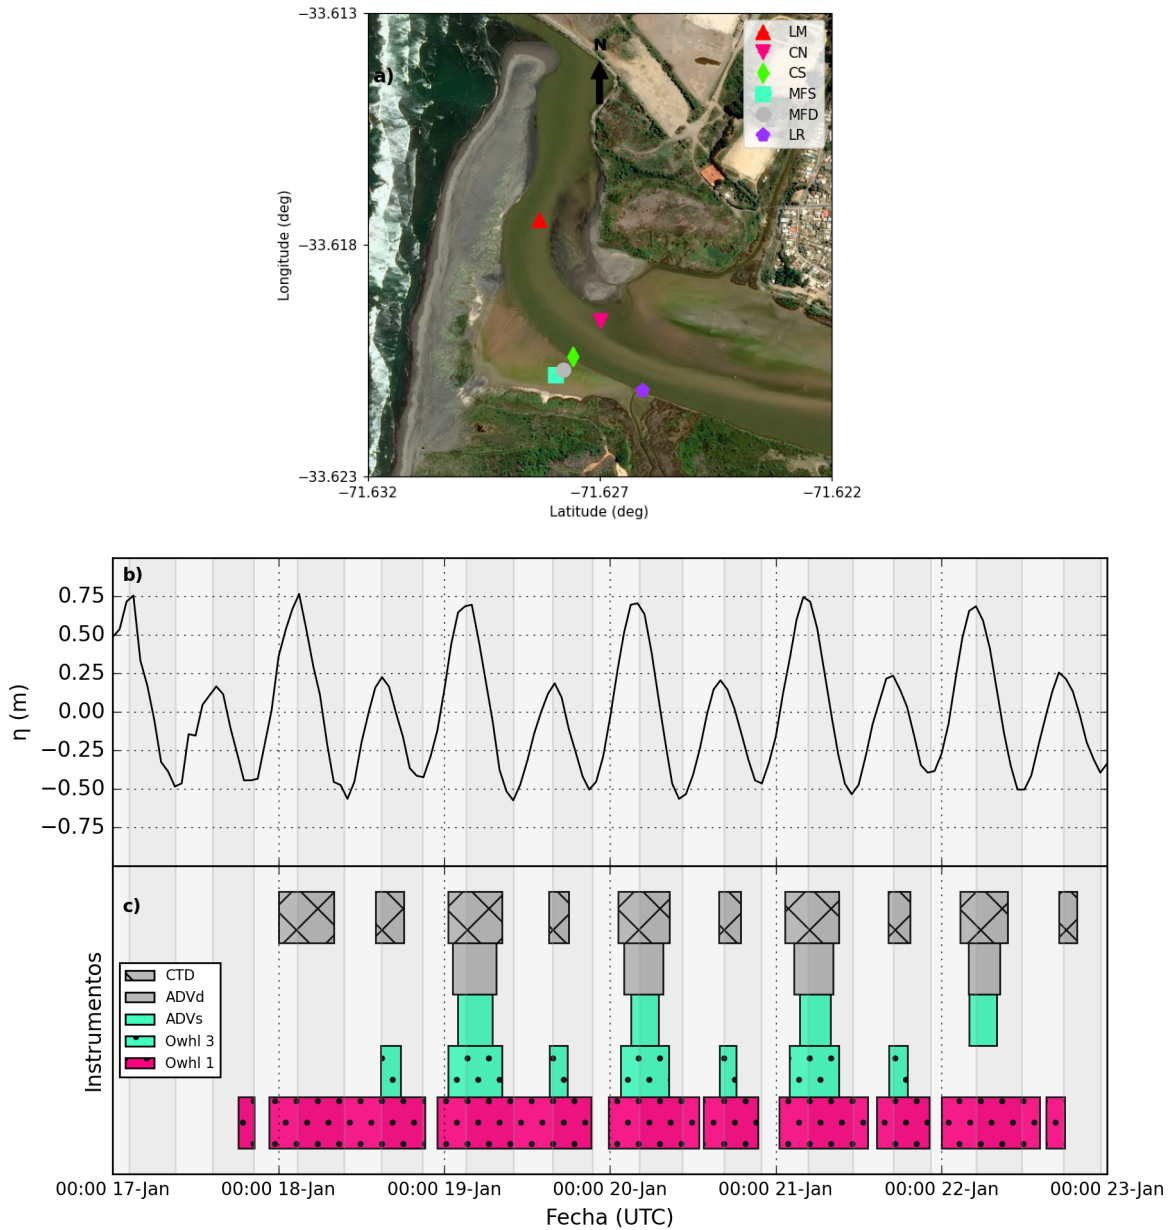 −33.613
a)
N
LM
CN
CS
MFS
MFD
LR
Longitude (deg)
−33.618
−33.623
−71.632
−71.627
−71.622
Latitude (deg)
b)
0.75
0.50
0.25
0.00
−0.25
−0.50
−0.75
η (m)
c)
Instrumentos
CTD
ADVd
ADVs
Owhl 3
Owhl 1
00:00 17-Jan
00:00 18-Jan
00:00 19-Jan
00:00 20-Jan
00:00 21-Jan
00:00 22-Jan
00:00 23-Jan
Fecha (UTC)